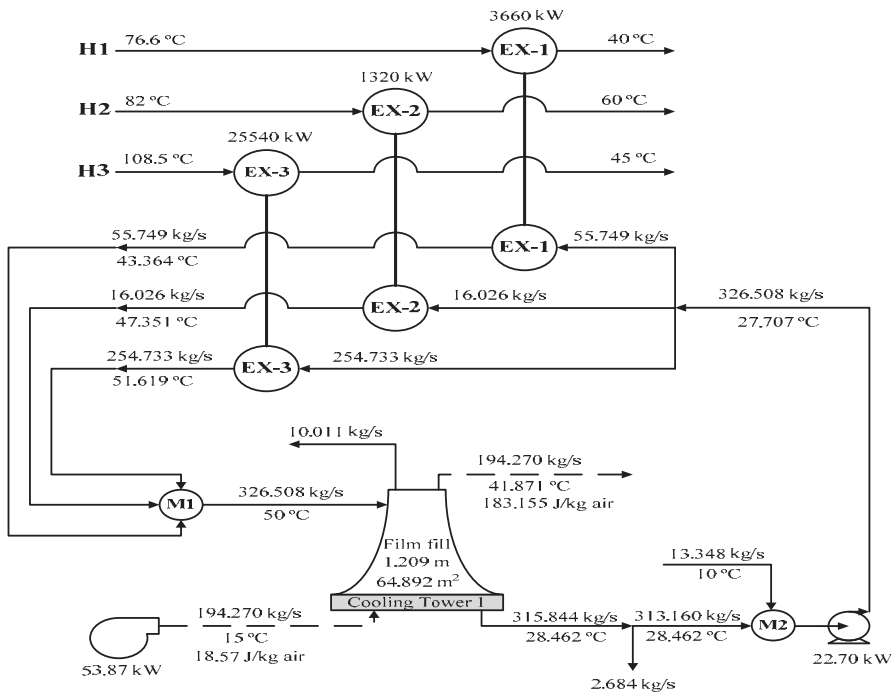 3660 kW
H1
76.6 ºC
EX-1
40 ºC
1320 kW
H2
82 ºC
EX-2
60 ºC
25540 kW
H3
108.5 ºC
EX-3
45 ºC
55.749 kg/s
43.364 ºC
EX-1
55.749 kg/s
16.026 kg/s
47.351 ºC
EX-2
16.026 kg/s
326.508 kg/s
27.707 ºC
254.733 kg/s
51.619 ºC
EX-3
254.733 kg/s
10.011 kg/s
194.270 kg/s
41.871 ºC
183.155 J/kg air
M1
326.508 kg/s
50 ºC
Film fill
1.209 m
64.892 m²
Cooling Tower 1
13.348 kg/s
10 ºC
194.270 kg/s
15 ºC
18.57 J/kg air
53.87 kW
315.844 kg/s
28.462 ºC
313.160 kg/s
28.462 ºC
M2
22.70 kW
2.684 kg/s